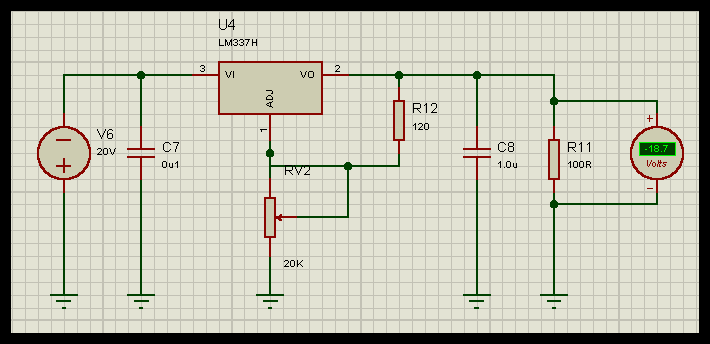 U4
LM337H
3 VI VO 2
ADJ
1
V6
20V
C7
0u1
RV2
20K
R12
120
C8
1.0u
R11
100R
+
-18.7
Volts
−